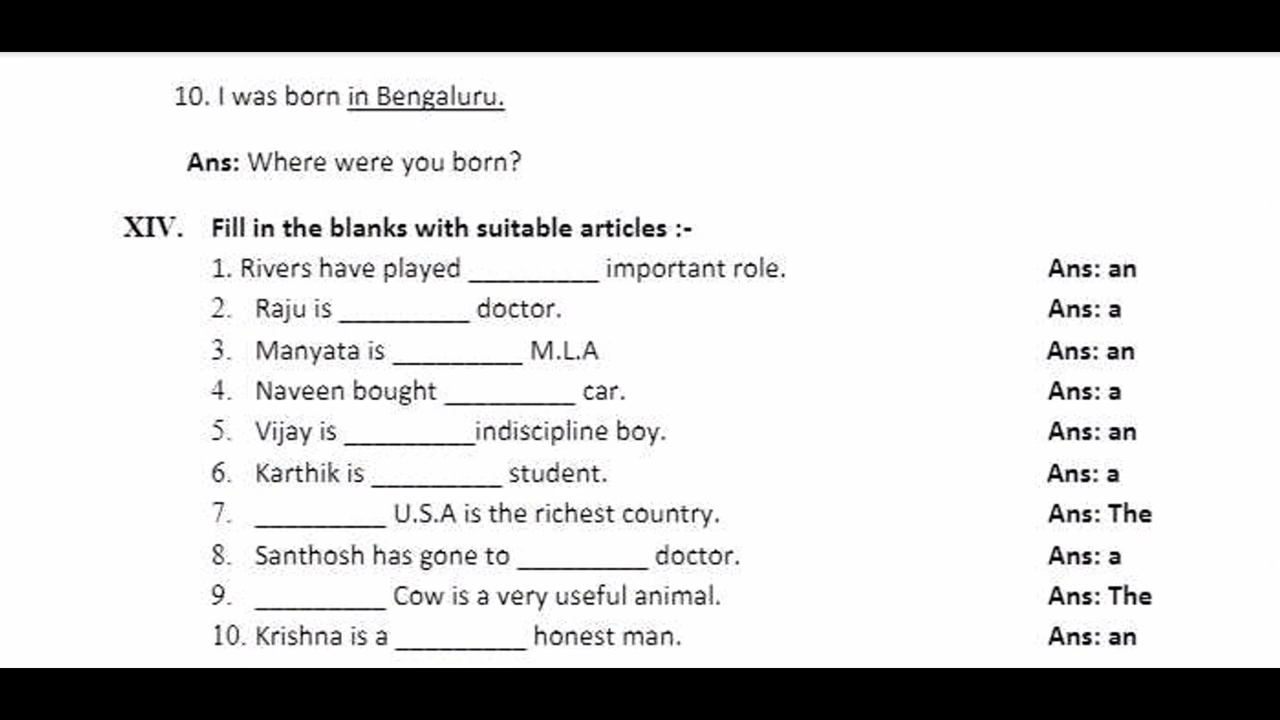 10. I was born in Bengaluru.
Ans: Where were you born?
XIV. Fill in the blanks with suitable articles :-
1. Rivers have played _________ important role. Ans: an
2. Raju is _________ doctor. Ans: a
3. Manyata is _________ M.L.A Ans: an
4. Naveen bought _________ car. Ans: a
5. Vijay is _________indiscipline boy. Ans: an
6. Karthik is _________ student. Ans: a
7. _________ U.S.A is the richest country. Ans: The
8. Santhosh has gone to _________ doctor. Ans: a
9. _________ Cow is a very useful animal. Ans: The
10. Krishna is a _________ honest man. Ans: an